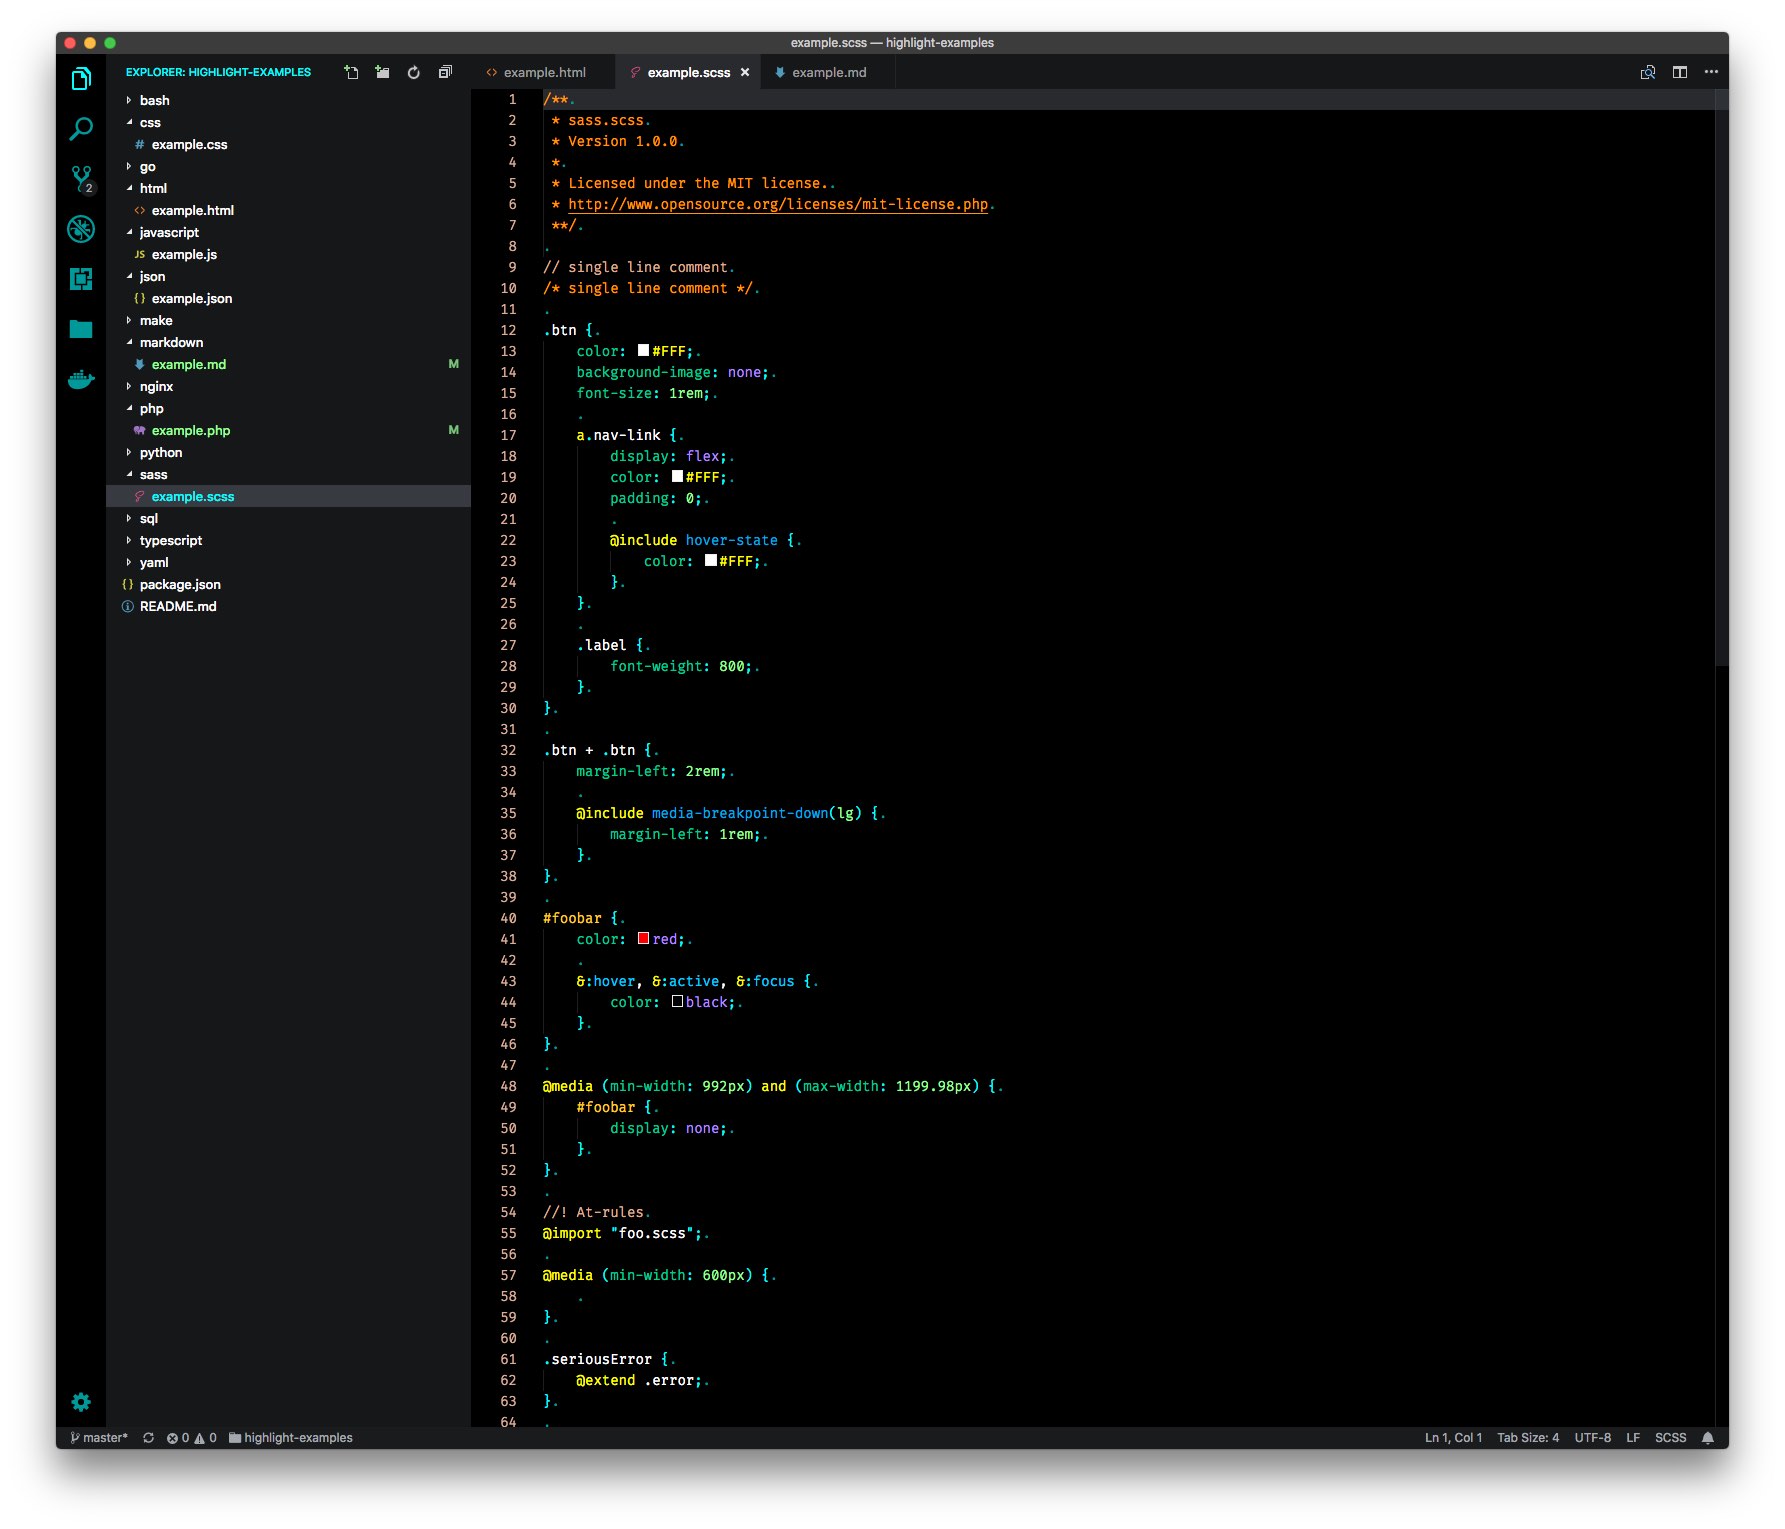 example.scss — highlight-examples
EXPLORER: HIGHLIGHT-EXAMPLES
bash
css
# example.css
go
html
<> example.html
javascript
JS example.js
json
{} example.json
make
markdown
example.md M
nginx
php
example.php M
python
sass
example.scss
sql
typescript
yaml
{} package.json
README.md
2
<> example.html
example.scss ×
example.md
1 /**.
2  * sass.scss.
3  * Version 1.0.0.
4  *.
5  * Licensed under the MIT license..
6  * http://www.opensource.org/licenses/mit-license.php.
7  **/.
8 .
9 // single line comment.
10 /* single line comment */.
11 .
12 .btn {.
13     color: #FFF;.
14     background-image: none;.
15     font-size: 1rem;.
16     .
17     a.nav-link {.
18         display: flex;.
19         color: #FFF;.
20         padding: 0;.
21         .
22         @include hover-state {.
23             color: #FFF;.
24         }.
25     }.
26     .
27     .label {.
28         font-weight: 800;.
29     }.
30 }.
31 .
32 .btn + .btn {.
33     margin-left: 2rem;.
34     .
35     @include media-breakpoint-down(lg) {.
36         margin-left: 1rem;.
37     }.
38 }.
39 .
40 #foobar {.
41     color: red;.
42     .
43     &:hover, &:active, &:focus {.
44         color: black;.
45     }.
46 }.
47 .
48 @media (min-width: 992px) and (max-width: 1199.98px) {.
49     #foobar {.
50         display: none;.
51     }.
52 }.
53 .
54 //! At-rules.
55 @import "foo.scss";.
56 .
57 @media (min-width: 600px) {.
58     .
59 }.
60 .
61 .seriousError {.
62     @extend .error;.
63 }.
64 .
master* 0 0 highlight-examples Ln 1, Col 1 Tab Size: 4 UTF-8 LF SCSS